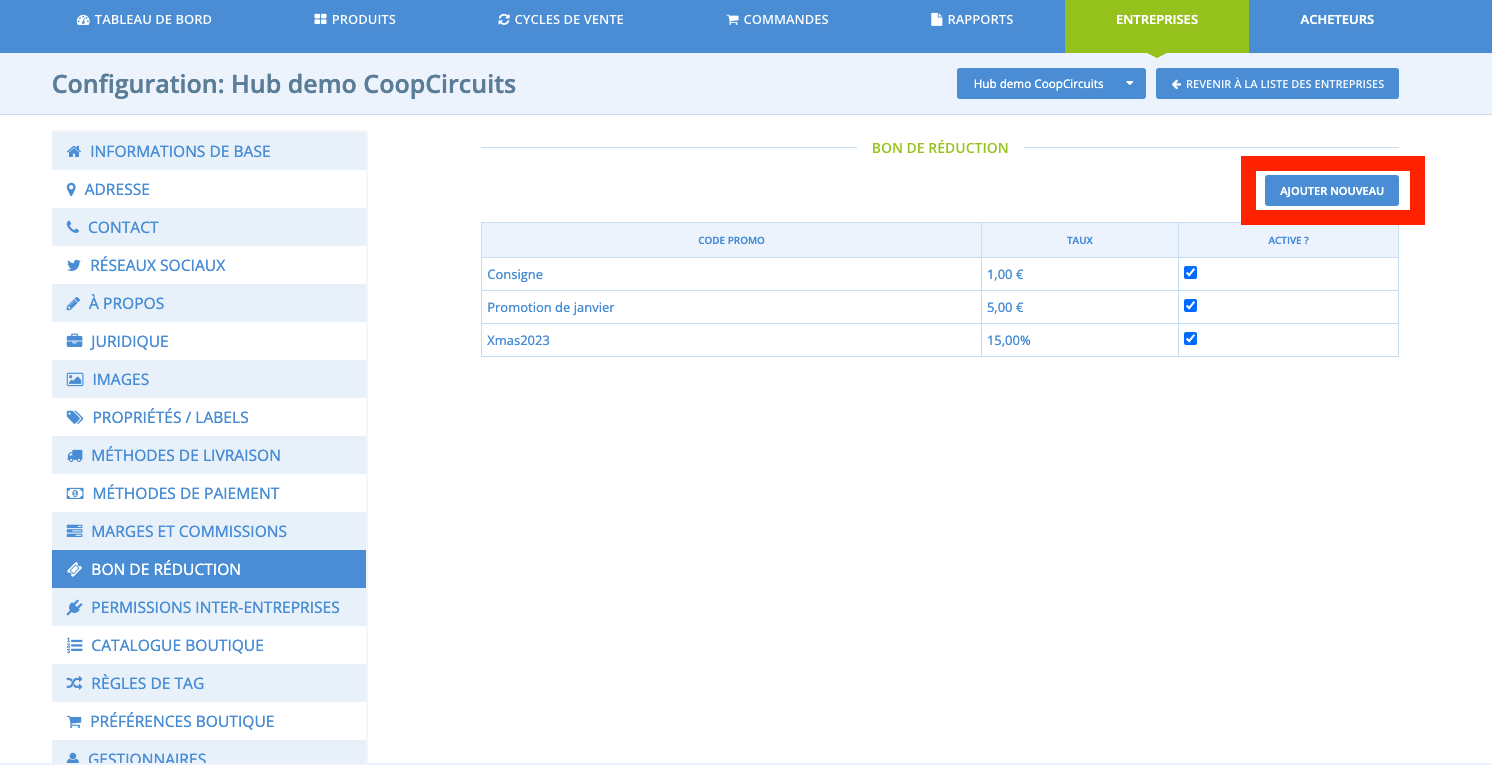 TABLEAU DE BORD PRODUITS CYCLES DE VENTE COMMANDES RAPPORTS ENTREPRISES ACHETEURS
Configuration: Hub demo CoopCircuits
Hub demo CoopCircuits
REVENIR À LA LISTE DES ENTREPRISES
INFORMATIONS DE BASE
ADRESSE
CONTACT
RÉSEAUX SOCIAUX
À PROPOS
JURIDIQUE
IMAGES
PROPRIÉTÉS / LABELS
MÉTHODES DE LIVRAISON
MÉTHODES DE PAIEMENT
MARGES ET COMMISSIONS
BON DE RÉDUCTION
PERMISSIONS INTER-ENTREPRISES
CATALOGUE BOUTIQUE
RÈGLES DE TAG
PRÉFÉRENCES BOUTIQUE
GESTIONNAIRES
BON DE RÉDUCTION
AJOUTER NOUVEAU
CODE PROMO TAUX ACTIVE ?
Consigne 1,00 €
Promotion de janvier 5,00 €
Xmas2023 15,00%